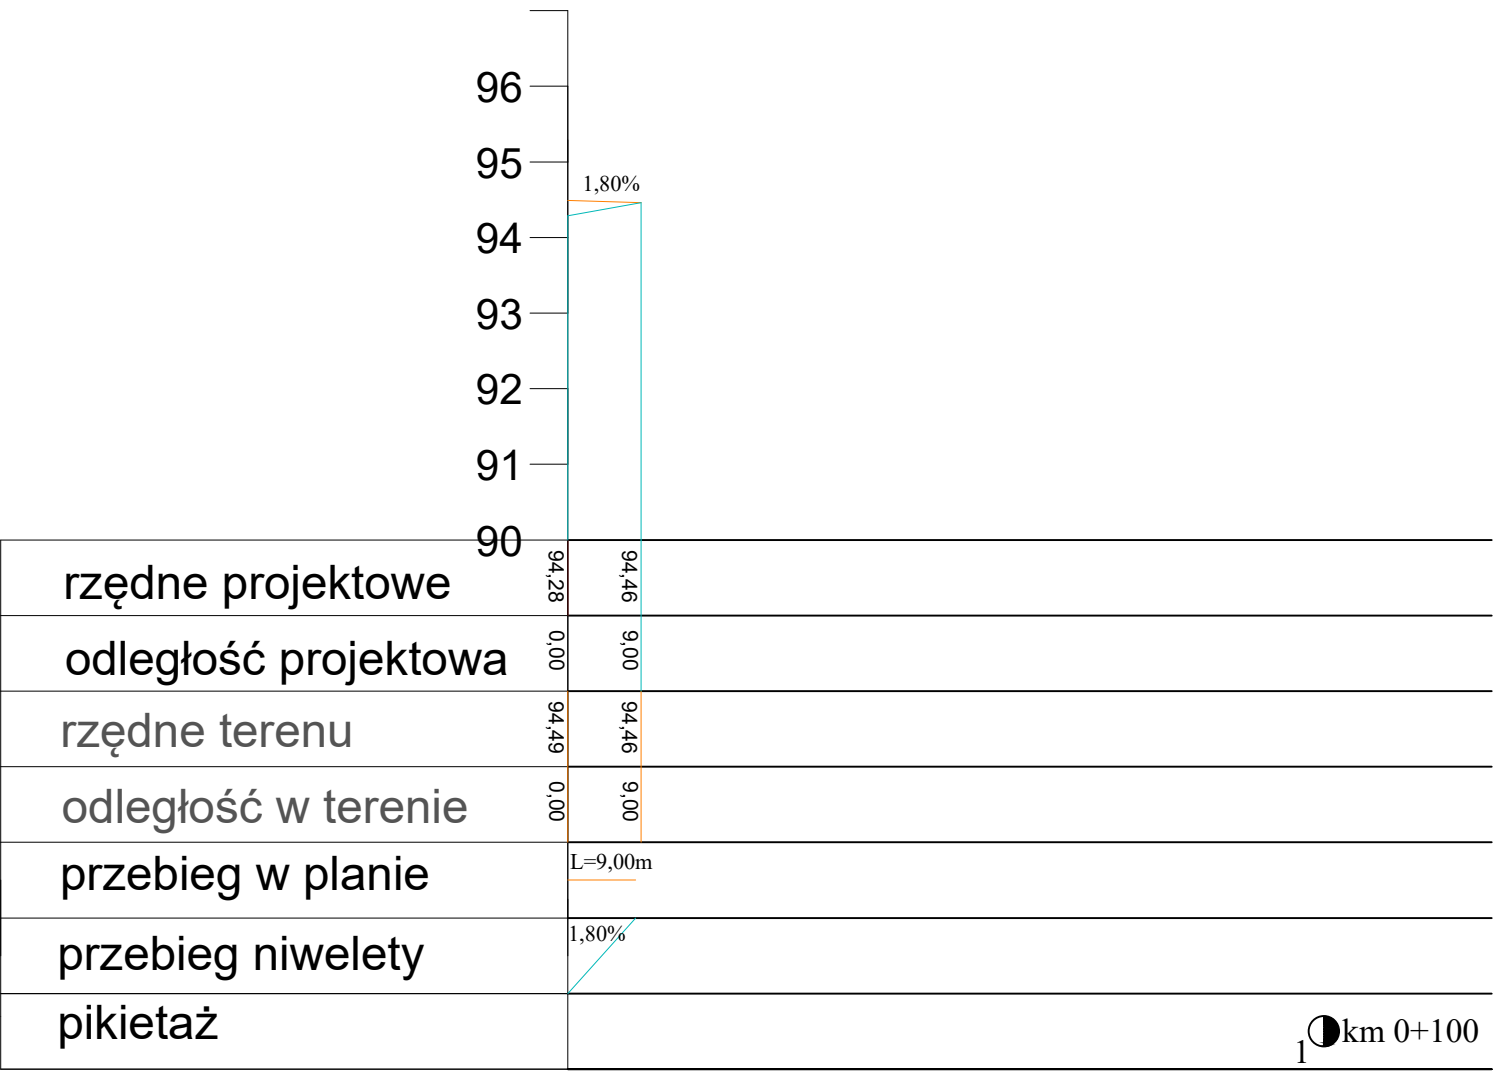 96
95
1,80%
94
93
92
91
90
rzędne projektowe 94,28 94,46
odległość projektowa 0,00 9,00
rzędne terenu 94,49 94,46
odległość w terenie 0,00 9,00
przebieg w planie L=9,00m
przebieg niwelety 1,80%
pikietaż
1 km 0+100